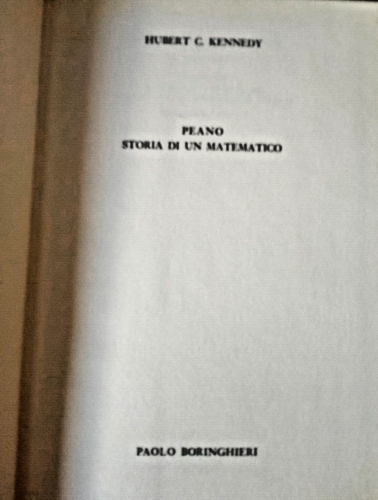 HUBERT C. KENNEDY
PEANO
STORIA DI UN MATEMATICO
PAOLO BORINGHIERI